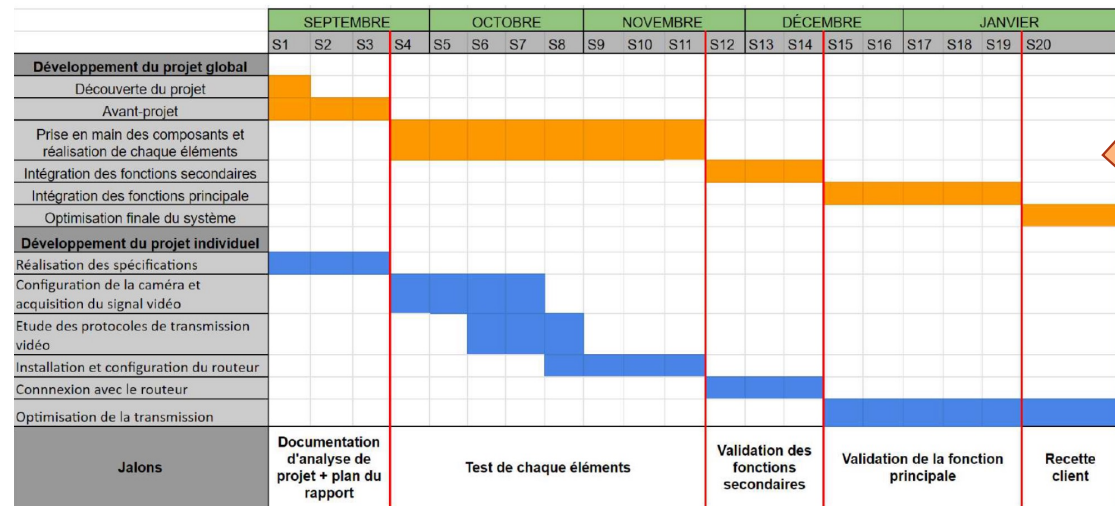 SEPTEMBRE OCTOBRE NOVEMBRE DÉCEMBRE JANVIER
S1 S2 S3 S4 S5 S6 S7 S8 S9 S10 S11 S12 S13 S14 S15 S16 S17 S18 S19 S20
Développement du projet global
Découverte du projet
Avant-projet
Prise en main des composants et
réalisation de chaque éléments
Intégration des fonctions secondaires
Intégration des fonctions principale
Optimisation finale du système
Développement du projet individuel
Réalisation des spécifications
Configuration de la caméra et
acquisition du signal vidéo
Etude des protocoles de transmission
vidéo
Installation et configuration du routeur
Connnexion avec le routeur
Optimisation de la transmission
Jalons
Documentation
d'analyse de
projet + plan du
rapport
Test de chaque éléments
Validation des
fonctions
secondaires
Validation de la fonction
principale
Recette
client